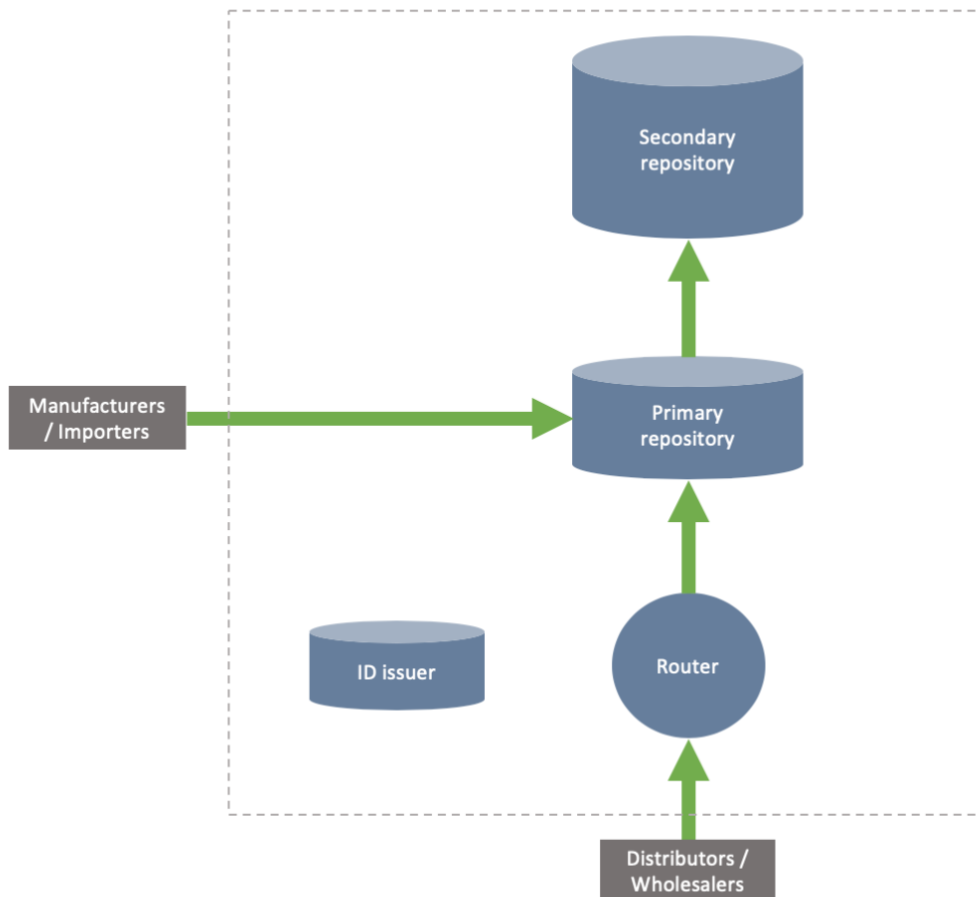 Secondary
repository
Manufacturers
/ Importers
Primary
repository
ID issuer
Router
Distributors /
Wholesalers